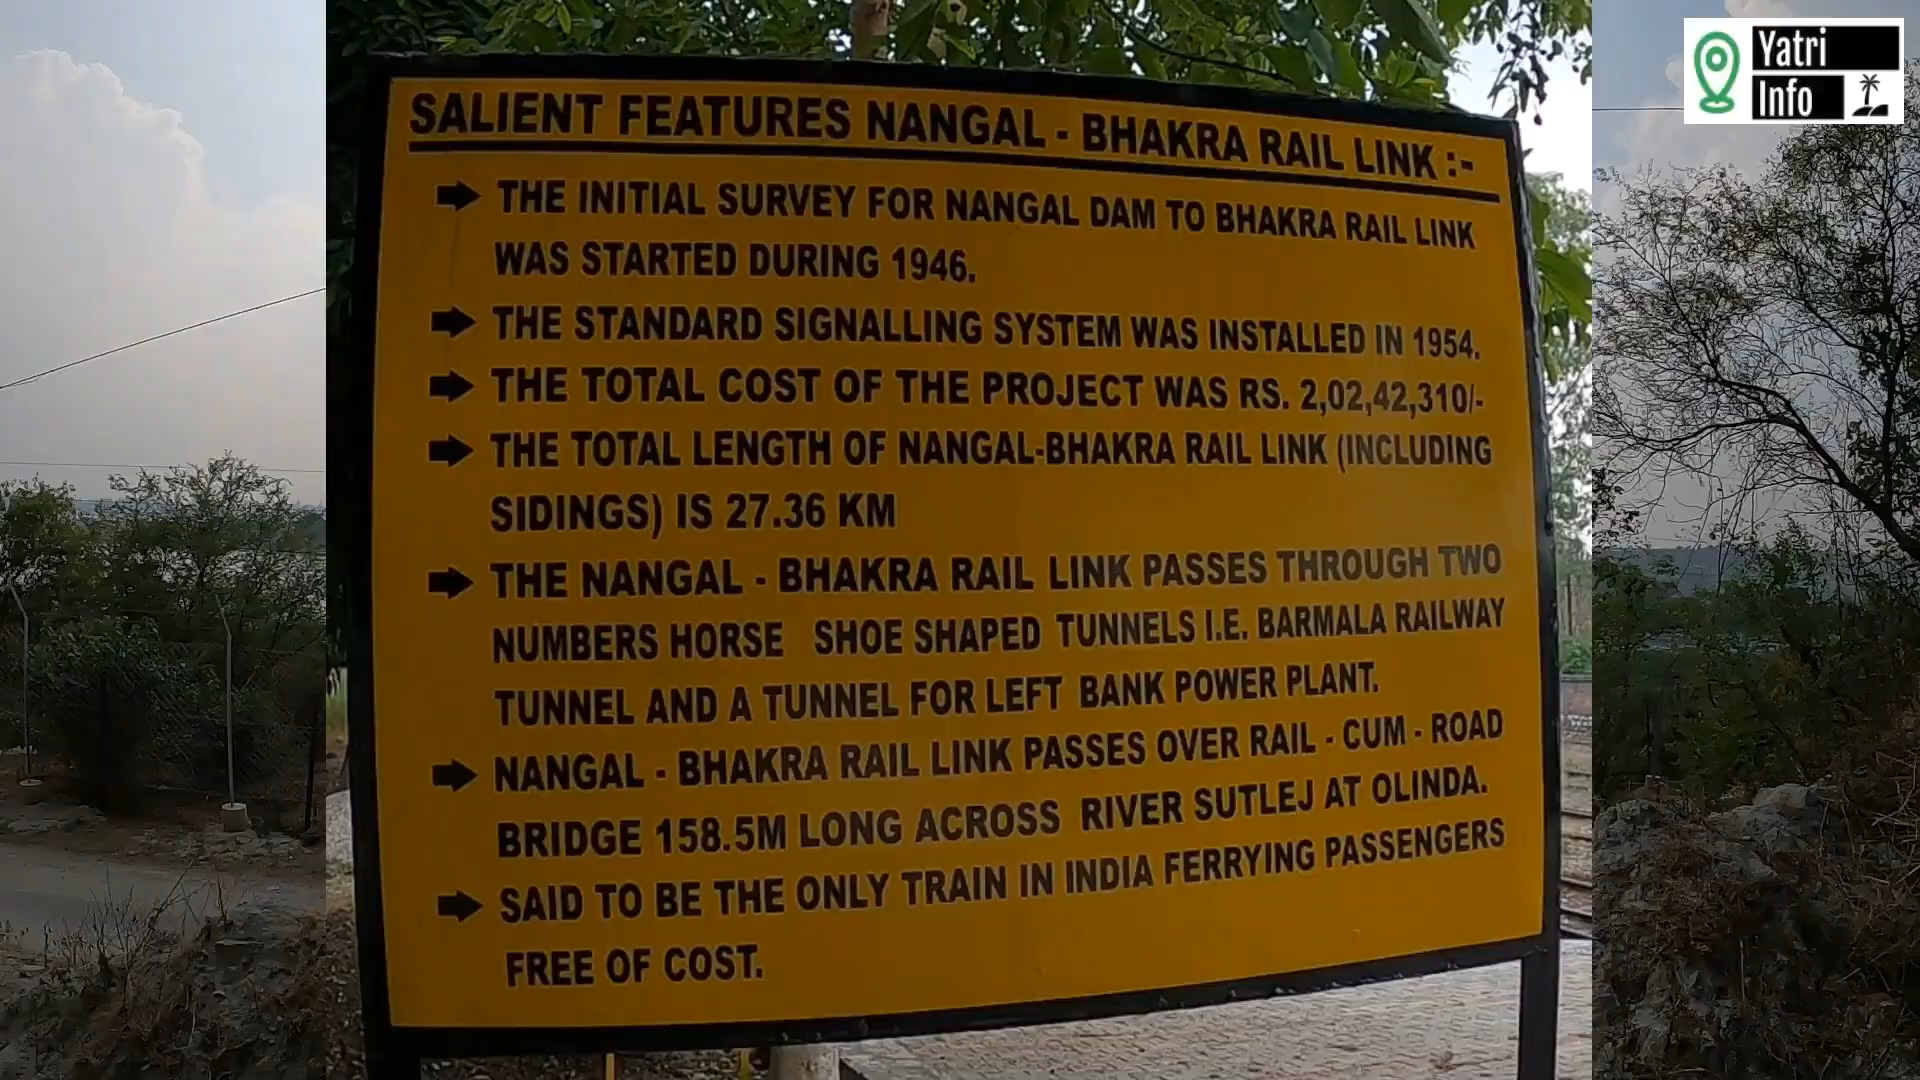 SALIENT FEATURES NANGAL - BHAKRA RAIL LINK :-
THE INITIAL SURVEY FOR NANGAL DAM TO BHAKRA RAIL LINK
WAS STARTED DURING 1946.
THE STANDARD SIGNALLING SYSTEM WAS INSTALLED IN 1954.
THE TOTAL COST OF THE PROJECT WAS RS. 2,02,42,310/-
THE TOTAL LENGTH OF NANGAL-BHAKRA RAIL LINK (INCLUDING
SIDINGS) IS 27.36 KM
THE NANGAL - BHAKRA RAIL LINK PASSES THROUGH TWO
NUMBERS HORSE SHOE SHAPED TUNNELS I.E. BARMALA RAILWAY
TUNNEL AND A TUNNEL FOR LEFT BANK POWER PLANT.
NANGAL - BHAKRA RAIL LINK PASSES OVER RAIL - CUM - ROAD
BRIDGE 158.5M LONG ACROSS RIVER SUTLEJ AT OLINDA.
SAID TO BE THE ONLY TRAIN IN INDIA FERRYING PASSENGERS
FREE OF COST.
Yatri
Info